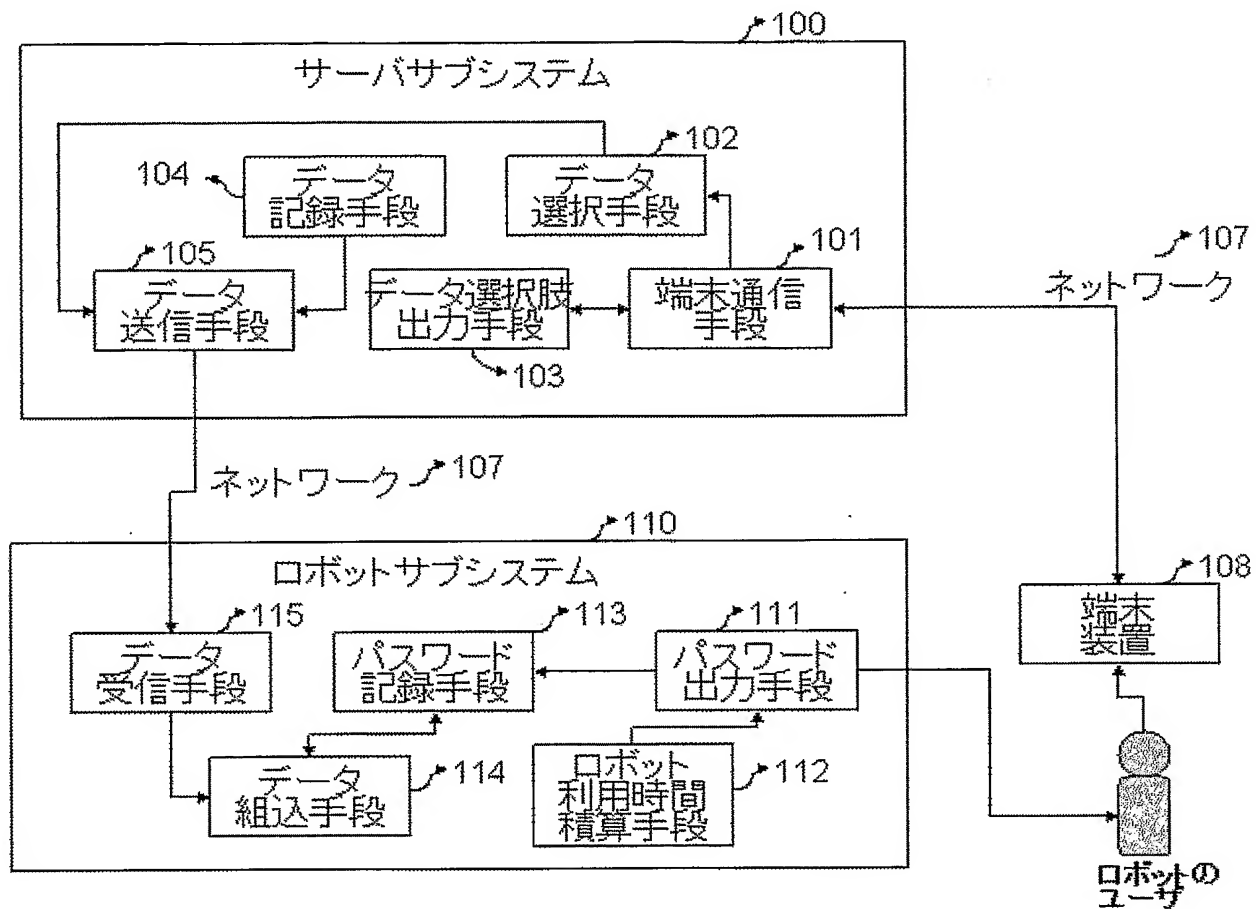 100
サーバサブシステム
102
104
データ
記録手段
データ
選択手段
105
101
107
ネットワーク
データ
送信手段
データ選択肢
出力手段
端末通信
手段
103
ネットワーク
107
110
ロボットサブシステム
108
115
113
111
端末
装置
データ
受信手段
パスワード
記録手段
パスワード
出力手段
データ
組込手段
114
ロボット
利用時間
積算手段
112
ロボットの
ユーザ